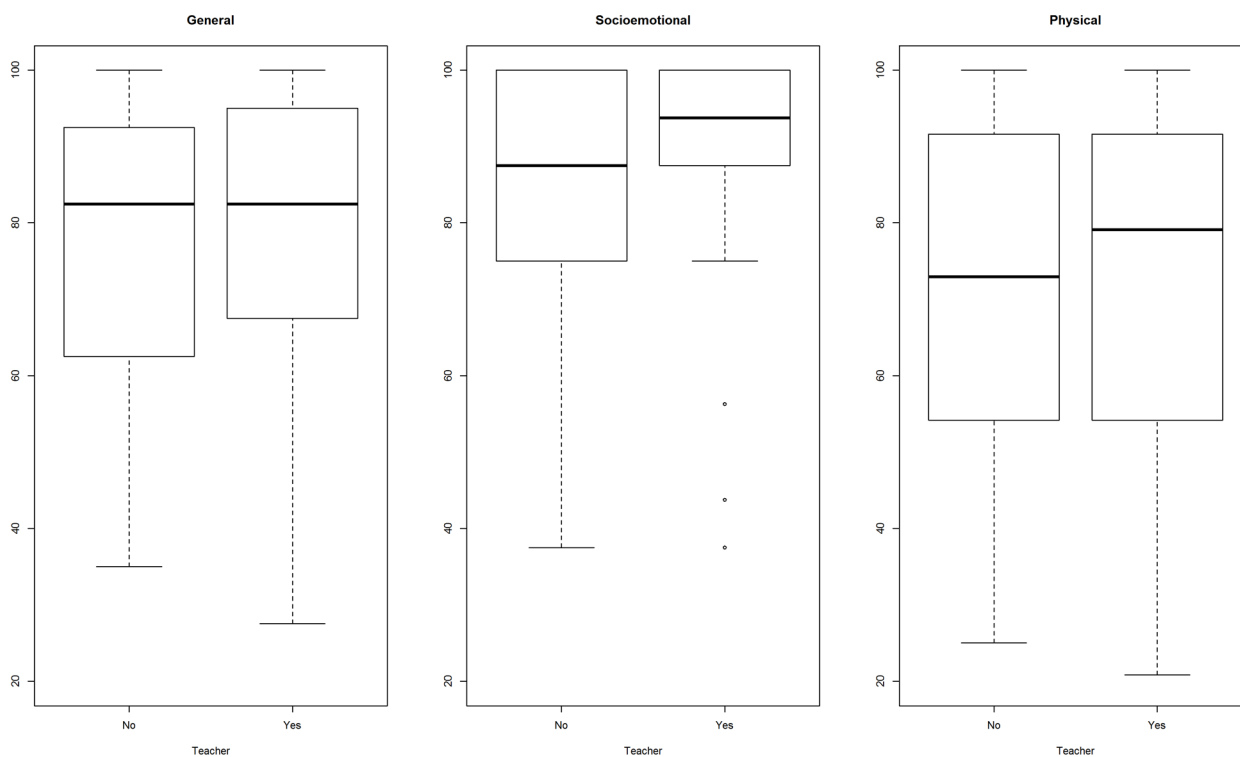 General
100
80
60
40
20
No
Yes
Teacher
Socioemotional
100
80
60
40
20
No
Yes
Teacher
Physical
100
80
60
40
20
No
Yes
Teacher